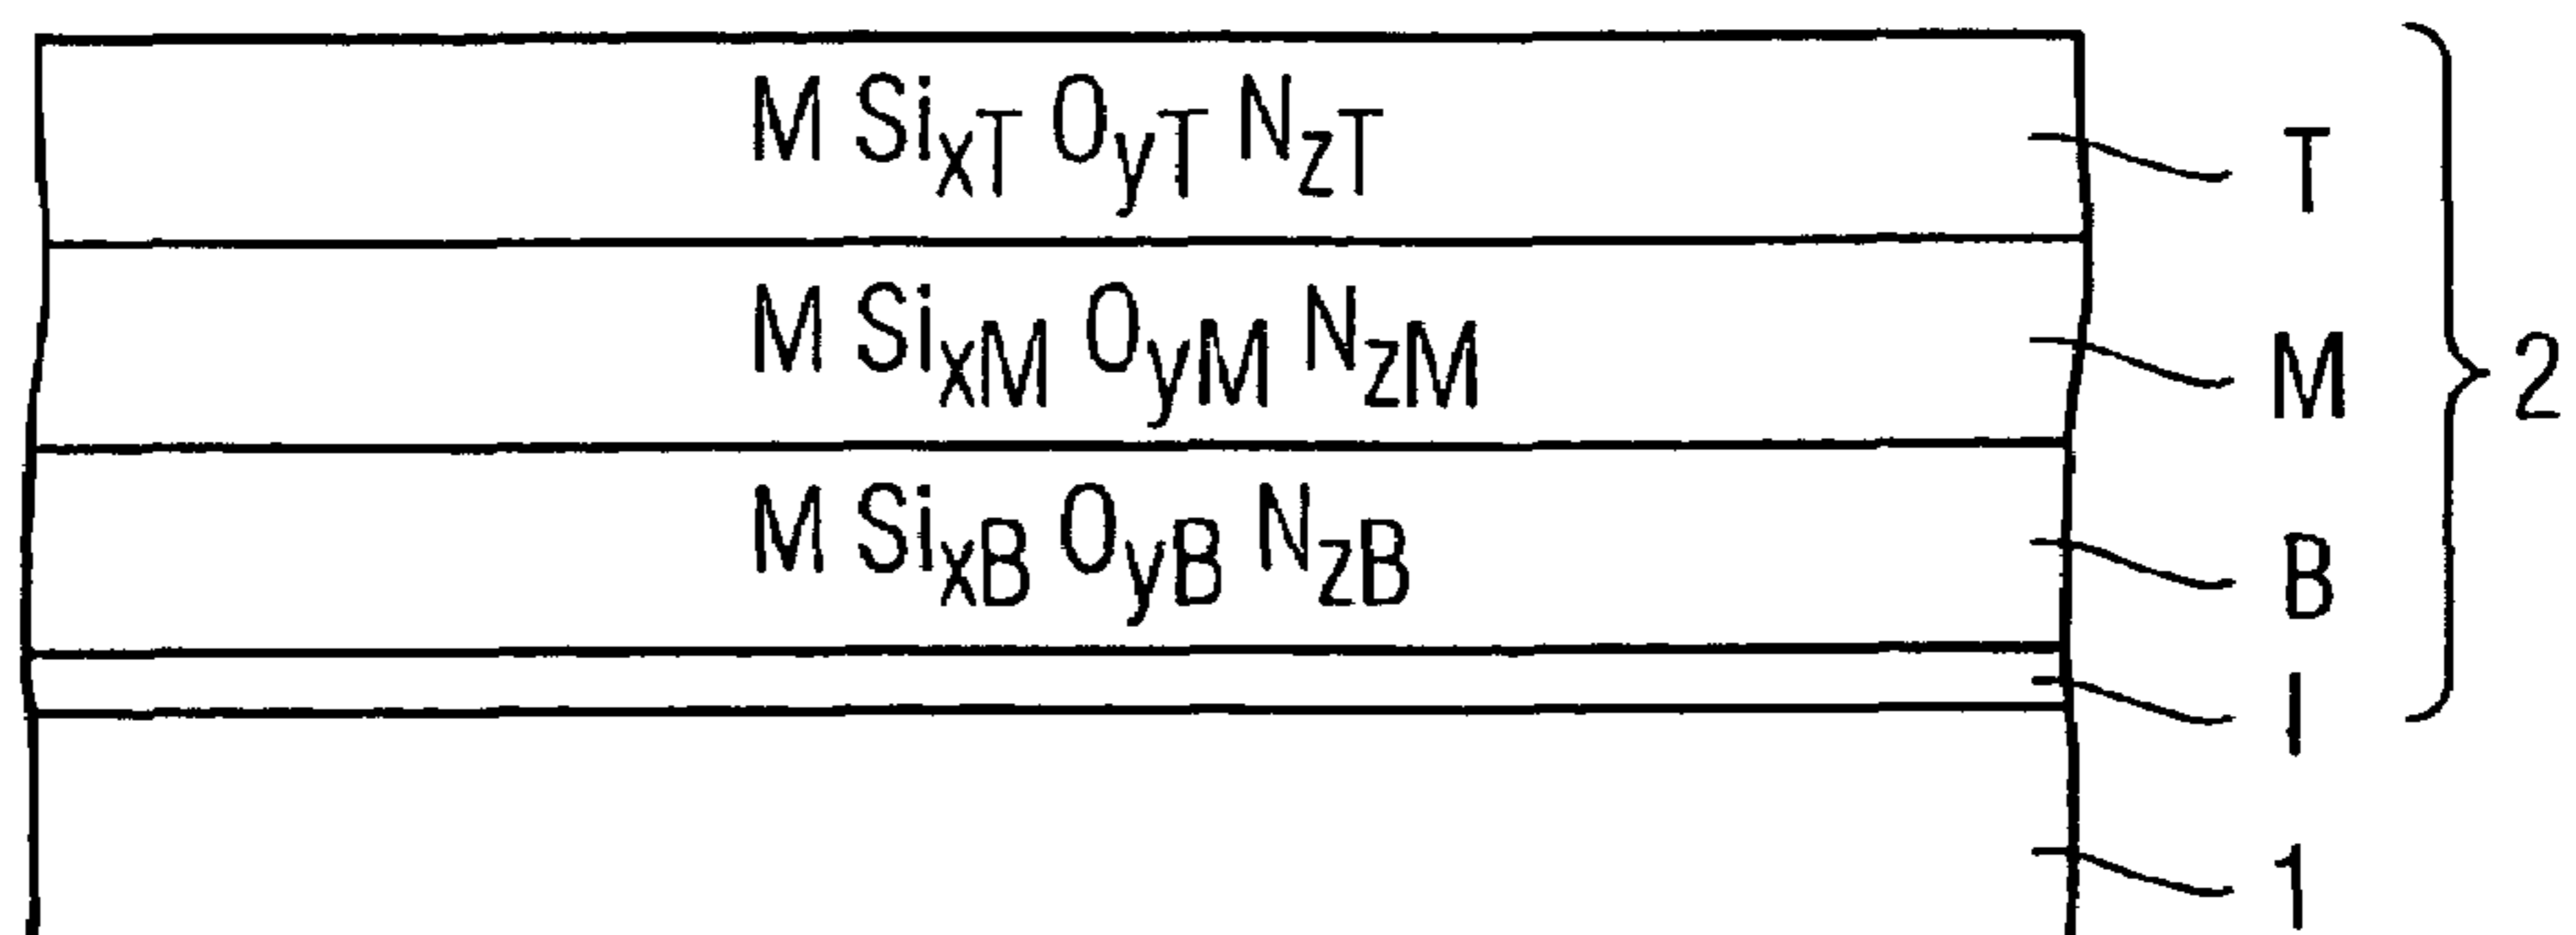 M Si_xT O_yT N_zT T
M Si_xM O_yM N_zM M 2
M Si_xB O_yB N_zB B
I
1